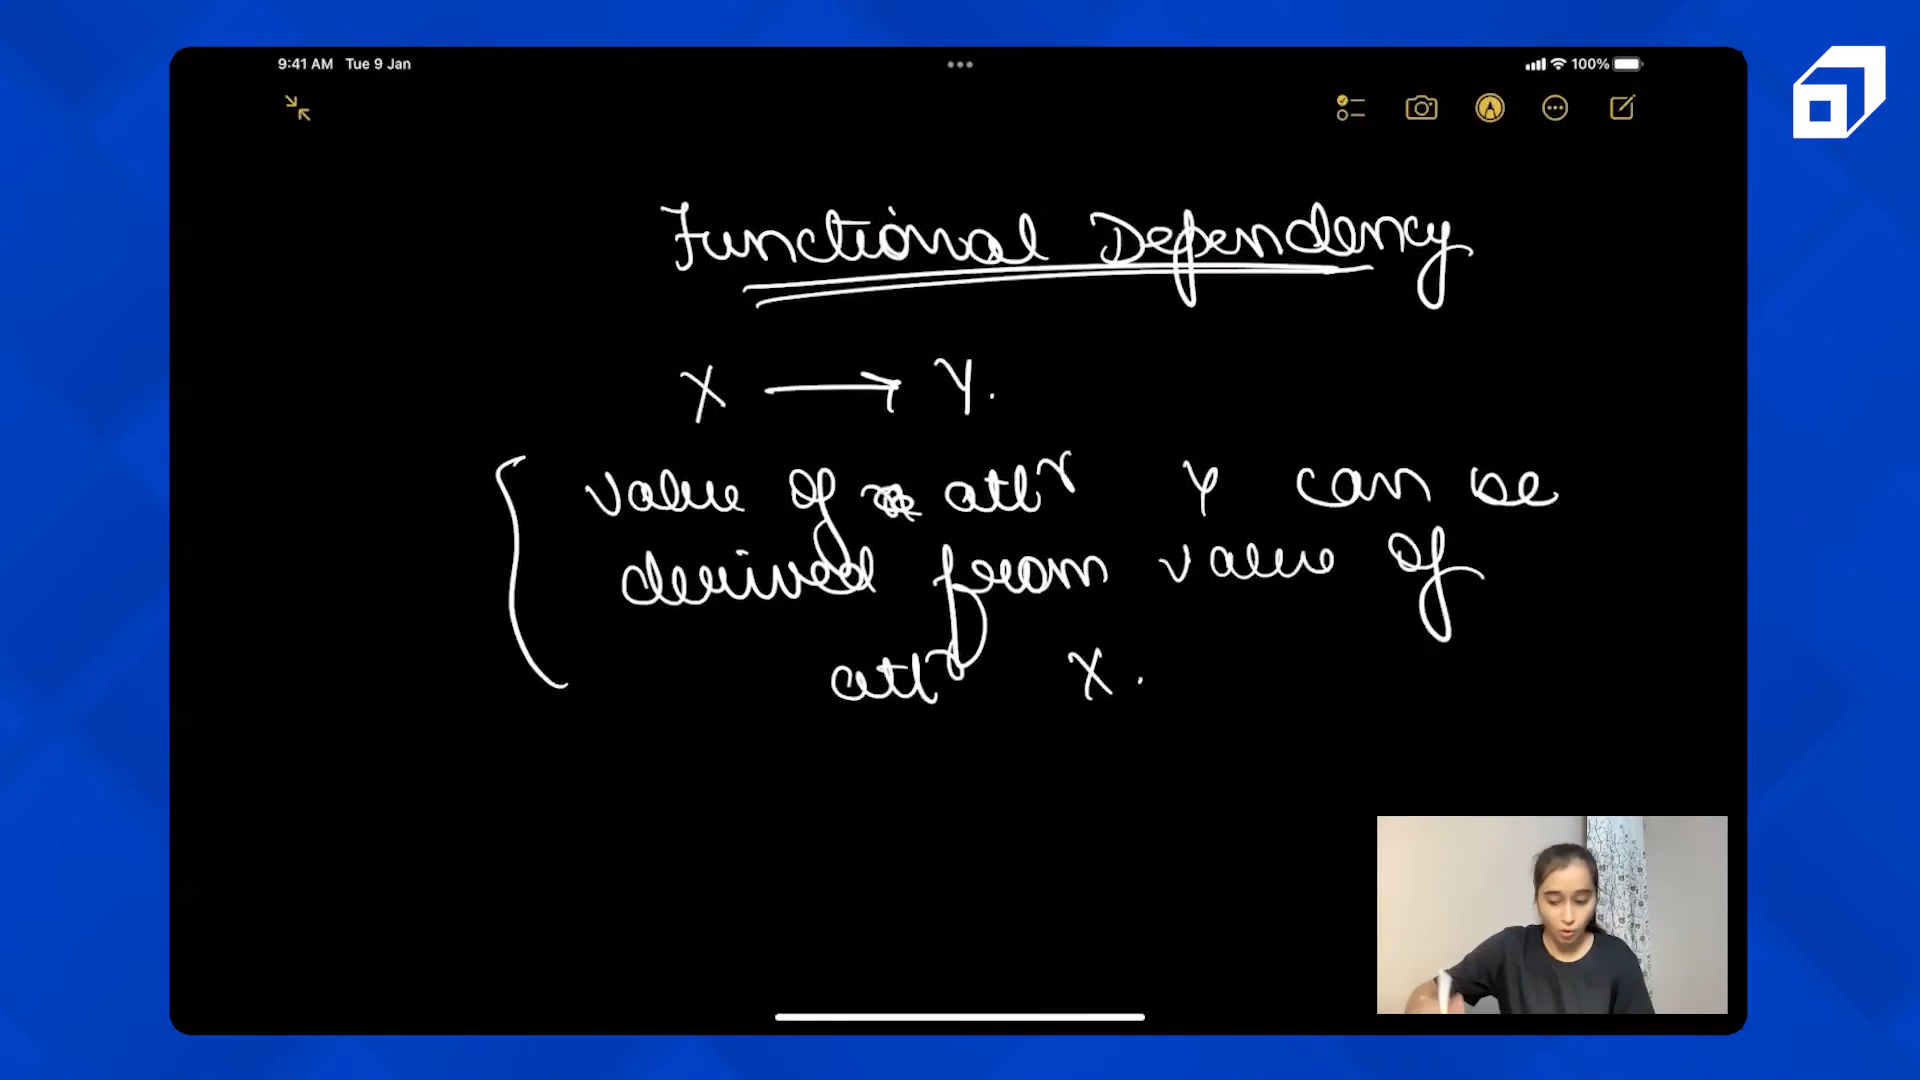 9:41 AM Tue 9 Jan
100%
Functional Dependency
X → Y.
value of attr Y can be
derived from value of
attr X.